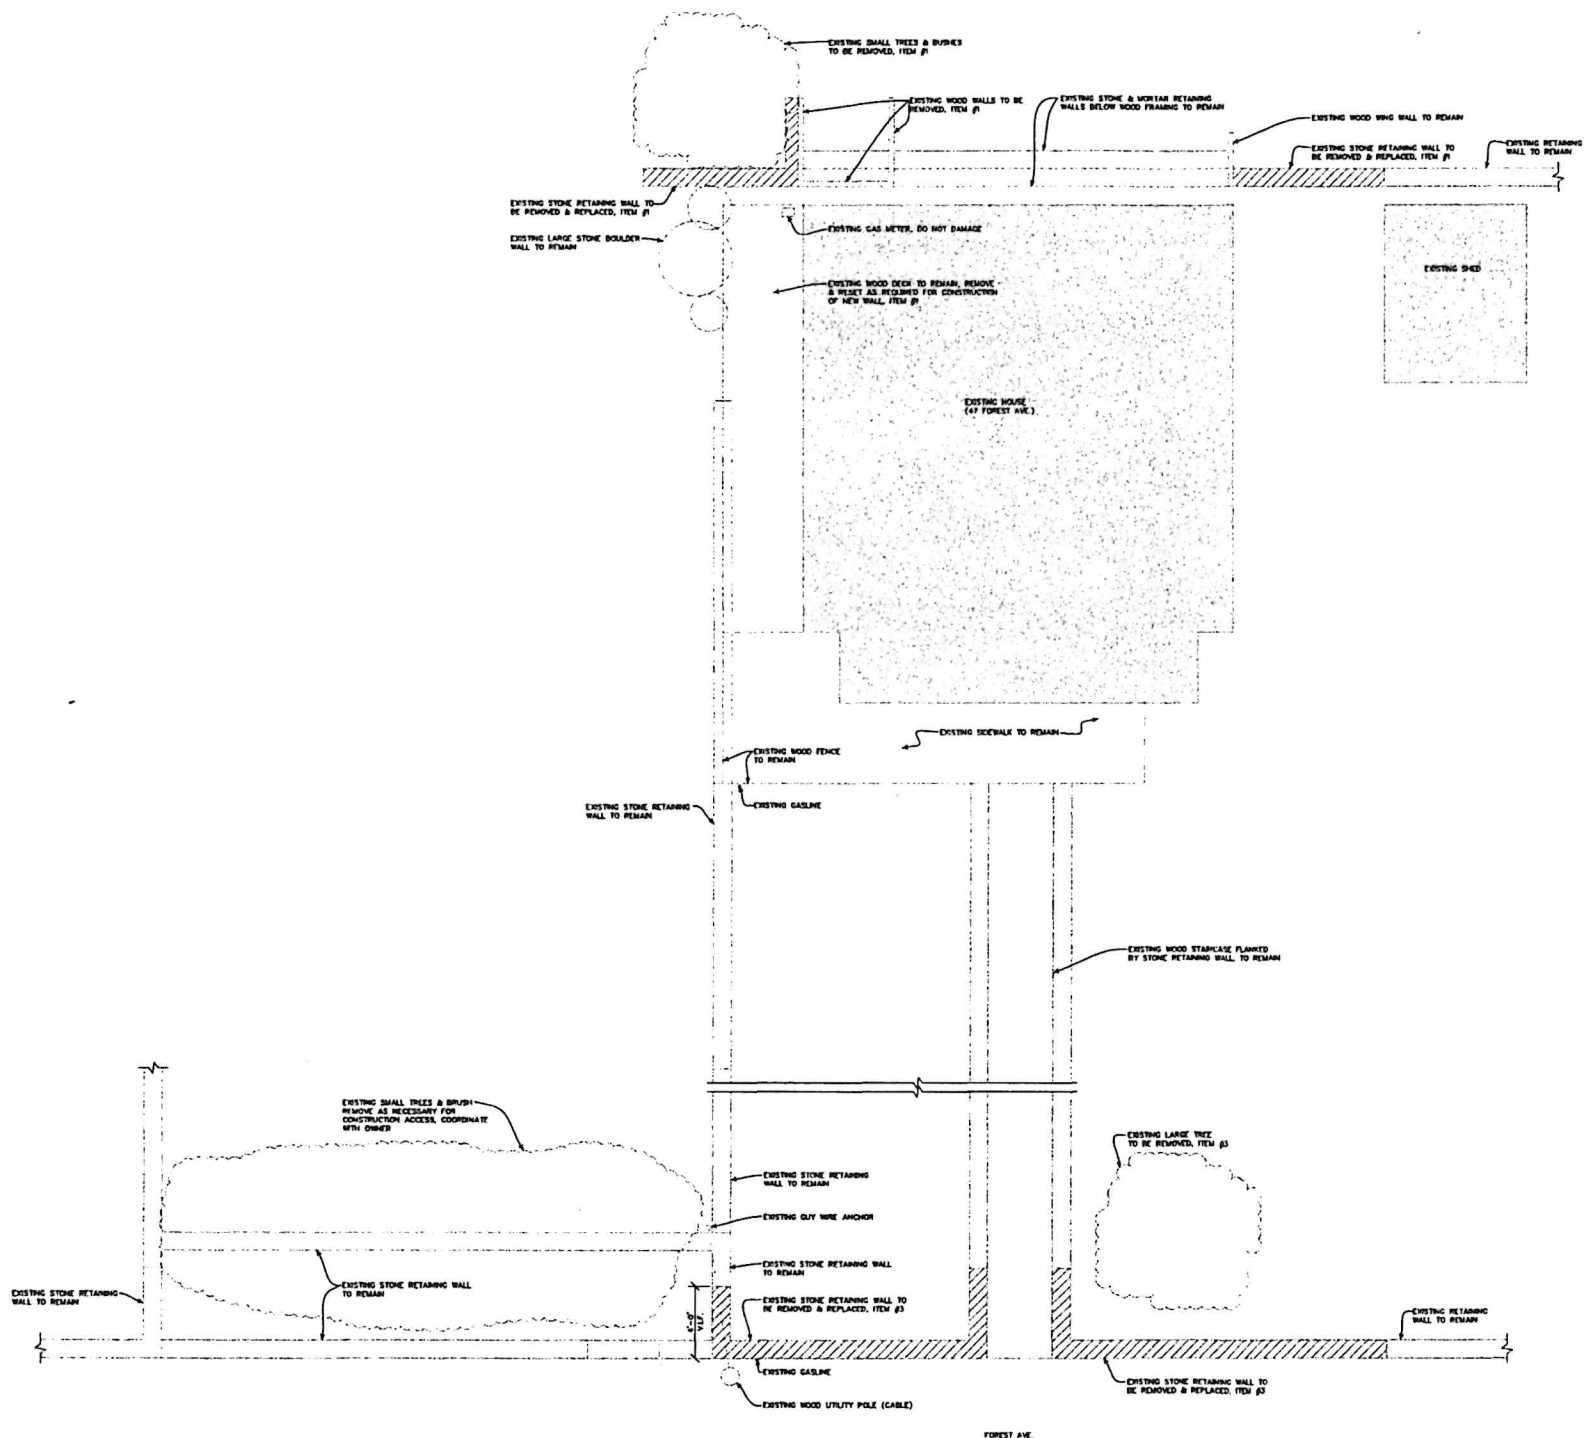 EXISTING SMALL TREES & BUSHES
TO BE REMOVED, ITEM #1
EXISTING WOOD WALLS TO BE
REMOVED, ITEM #1
EXISTING STONE & MORTAR RETAINING
WALLS BELOW WOOD FRAMING TO REMAIN
EXISTING WOOD WING WALL TO REMAIN
EXISTING STONE RETAINING WALL TO
BE REMOVED & REPLACED, ITEM #1
EXISTING RETAINING
WALL TO REMAIN
EXISTING STONE RETAINING WALL TO
BE REMOVED & REPLACED, ITEM #1
EXISTING GAS METER, DO NOT DAMAGE
EXISTING LARGE STONE BOULDER
WALL TO REMAIN
EXISTING SHED
EXISTING WOOD DECK TO REMAIN, REMOVE
& RESET AS REQUIRED FOR CONSTRUCTION
OF NEW WALL, ITEM #1
EXISTING HOUSE
(47 FOREST AVE.)
EXISTING SIDEWALK TO REMAIN
EXISTING WOOD FENCE
TO REMAIN
EXISTING GASLINE
EXISTING STONE RETAINING
WALL TO REMAIN
EXISTING WOOD STAIRCASE FLANKED
BY STONE RETAINING WALL TO REMAIN
EXISTING SMALL TREES & BRUSH
REMOVE AS NECESSARY FOR
CONSTRUCTION ACCESS, COORDINATE
WITH OWNER
EXISTING LARGE TREE
TO BE REMOVED, ITEM #3
EXISTING STONE RETAINING
WALL TO REMAIN
EXISTING GUY WIRE ANCHOR
EXISTING STONE RETAINING WALL
TO REMAIN
EXISTING STONE RETAINING WALL
TO REMAIN
EXISTING STONE RETAINING
WALL TO REMAIN
EXISTING STONE RETAINING WALL TO
BE REMOVED & REPLACED, ITEM #3
V.I.F.
EXISTING RETAINING
WALL TO REMAIN
EXISTING GASLINE
EXISTING STONE RETAINING WALL TO
BE REMOVED & REPLACED, ITEM #3
EXISTING WOOD UTILITY POLE (CABLE)
FOREST AVE.